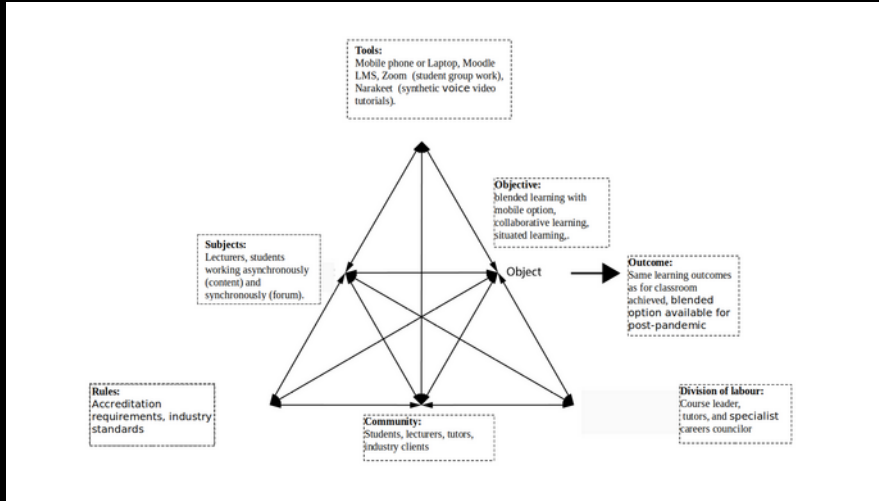 Tools:
Mobile phone or Laptop, Moodle
LMS, Zoom (student group work),
Narakeet (synthetic voice video
tutorials).
Objective:
blended learning with
mobile option,
collaborative learning,
situated learning,.
Subjects:
Lecturers, students
working asynchronously
(content) and
synchronously (forum).
Object
Outcome:
Same learning outcomes
as for classroom
achieved, blended
option available for
post-pandemic
Rules:
Accreditation
requirements, industry
standards
Community:
Students, lecturers, tutors,
industry clients
Division of labour:
Course leader,
tutors, and specialist
careers councilor